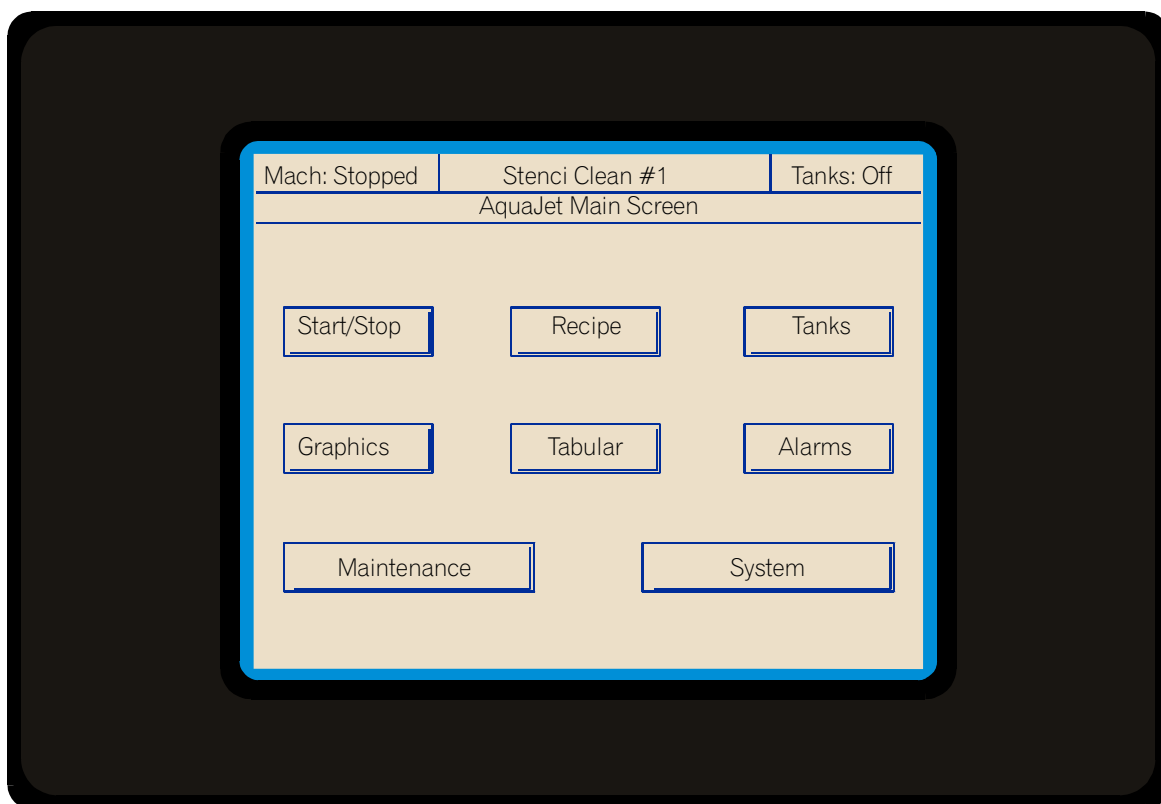 Mach: Stopped Stenci Clean #1 Tanks: Off
AquaJet Main Screen
Start/Stop Recipe Tanks
Graphics Tabular Alarms
Maintenance System